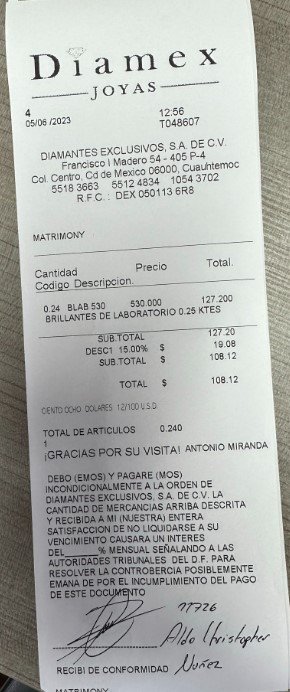 Diamex
JOYAS
4 12:56
05/06 /2023 T048607
DIAMANTES EXCLUSIVOS, S.A. DE C.V.
Francisco I Madero 54 - 405 P-4
Col. Centro, Cd de Mexico 06000, Cuauhtemoc
5518 3663 5512 4834 1054 3702
R.F.C. : DEX 050113 6R8
MATRIMONY
Cantidad Precio Total.
Codigo Descripcion.
0.24 BLAB 530 530.000 127.200
BRILLANTES DE LABORATORIO 0.25 KTES
SUB.TOTAL 127.20
DESC1 15.00% $ 19.08
SUB.TOTAL $ 108.12
TOTAL $ 108.12
CIENTO OCHO DOLARES 12/100 U.S.D.
TOTAL DE ARTICULOS 0.240
1
¡GRACIAS POR SU VISITA! ANTONIO MIRANDA
DEBO (EMOS) Y PAGARE (MOS)
INCONDICIONALMENTE A LA ORDEN DE
DIAMANTES EXCLUSIVOS, S.A. DE C.V. LA
CANTIDAD DE MERCANCIAS ARRIBA DESCRITA
Y RECIBIDA A MI (NUESTRA) ENTERA
SATISFACCION DE NO LIQUIDARSE A SU
VENCIMIENTO CAUSARA UN INTERES
DEL______% MENSUAL SEÑALANDO A LAS
AUTORIDADES TRIBUNALES DEL D.F. PARA
RESOLVER LA CONTROBERCIA POSIBLEMENTE
EMANA DE POR EL INCUMPLIMIENTO DEL PAGO
DE ESTE DOCUMENTO
Aldo Christopher
RECIBI DE CONFORMIDAD Nuñez
MATRIMONY